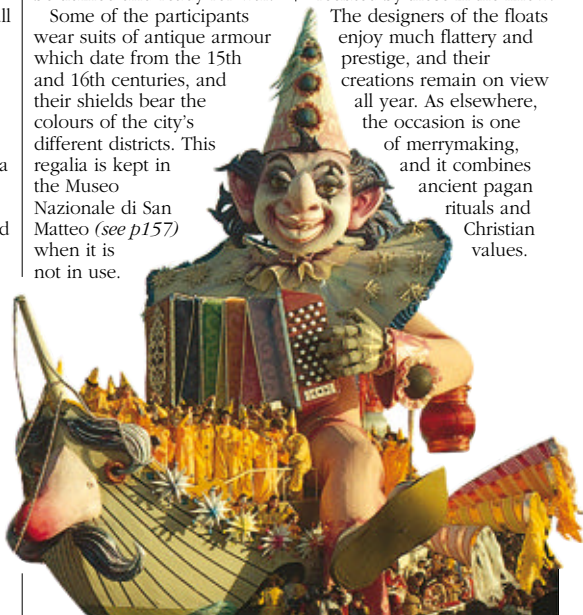 Some of the participants
wear suits of antique armour
which date from the 15th
and 16th centuries, and
their shields bear the
colours of the city's
different districts. This
regalia is kept in
the Museo
Nazionale di San
Matteo (see p157)
when it is
not in use.
The designers of the floats
enjoy much flattery and
prestige, and their
creations remain on view
all year. As elsewhere,
the occasion is one
of merrymaking,
and it combines
ancient pagan
rituals and
Christian
values.